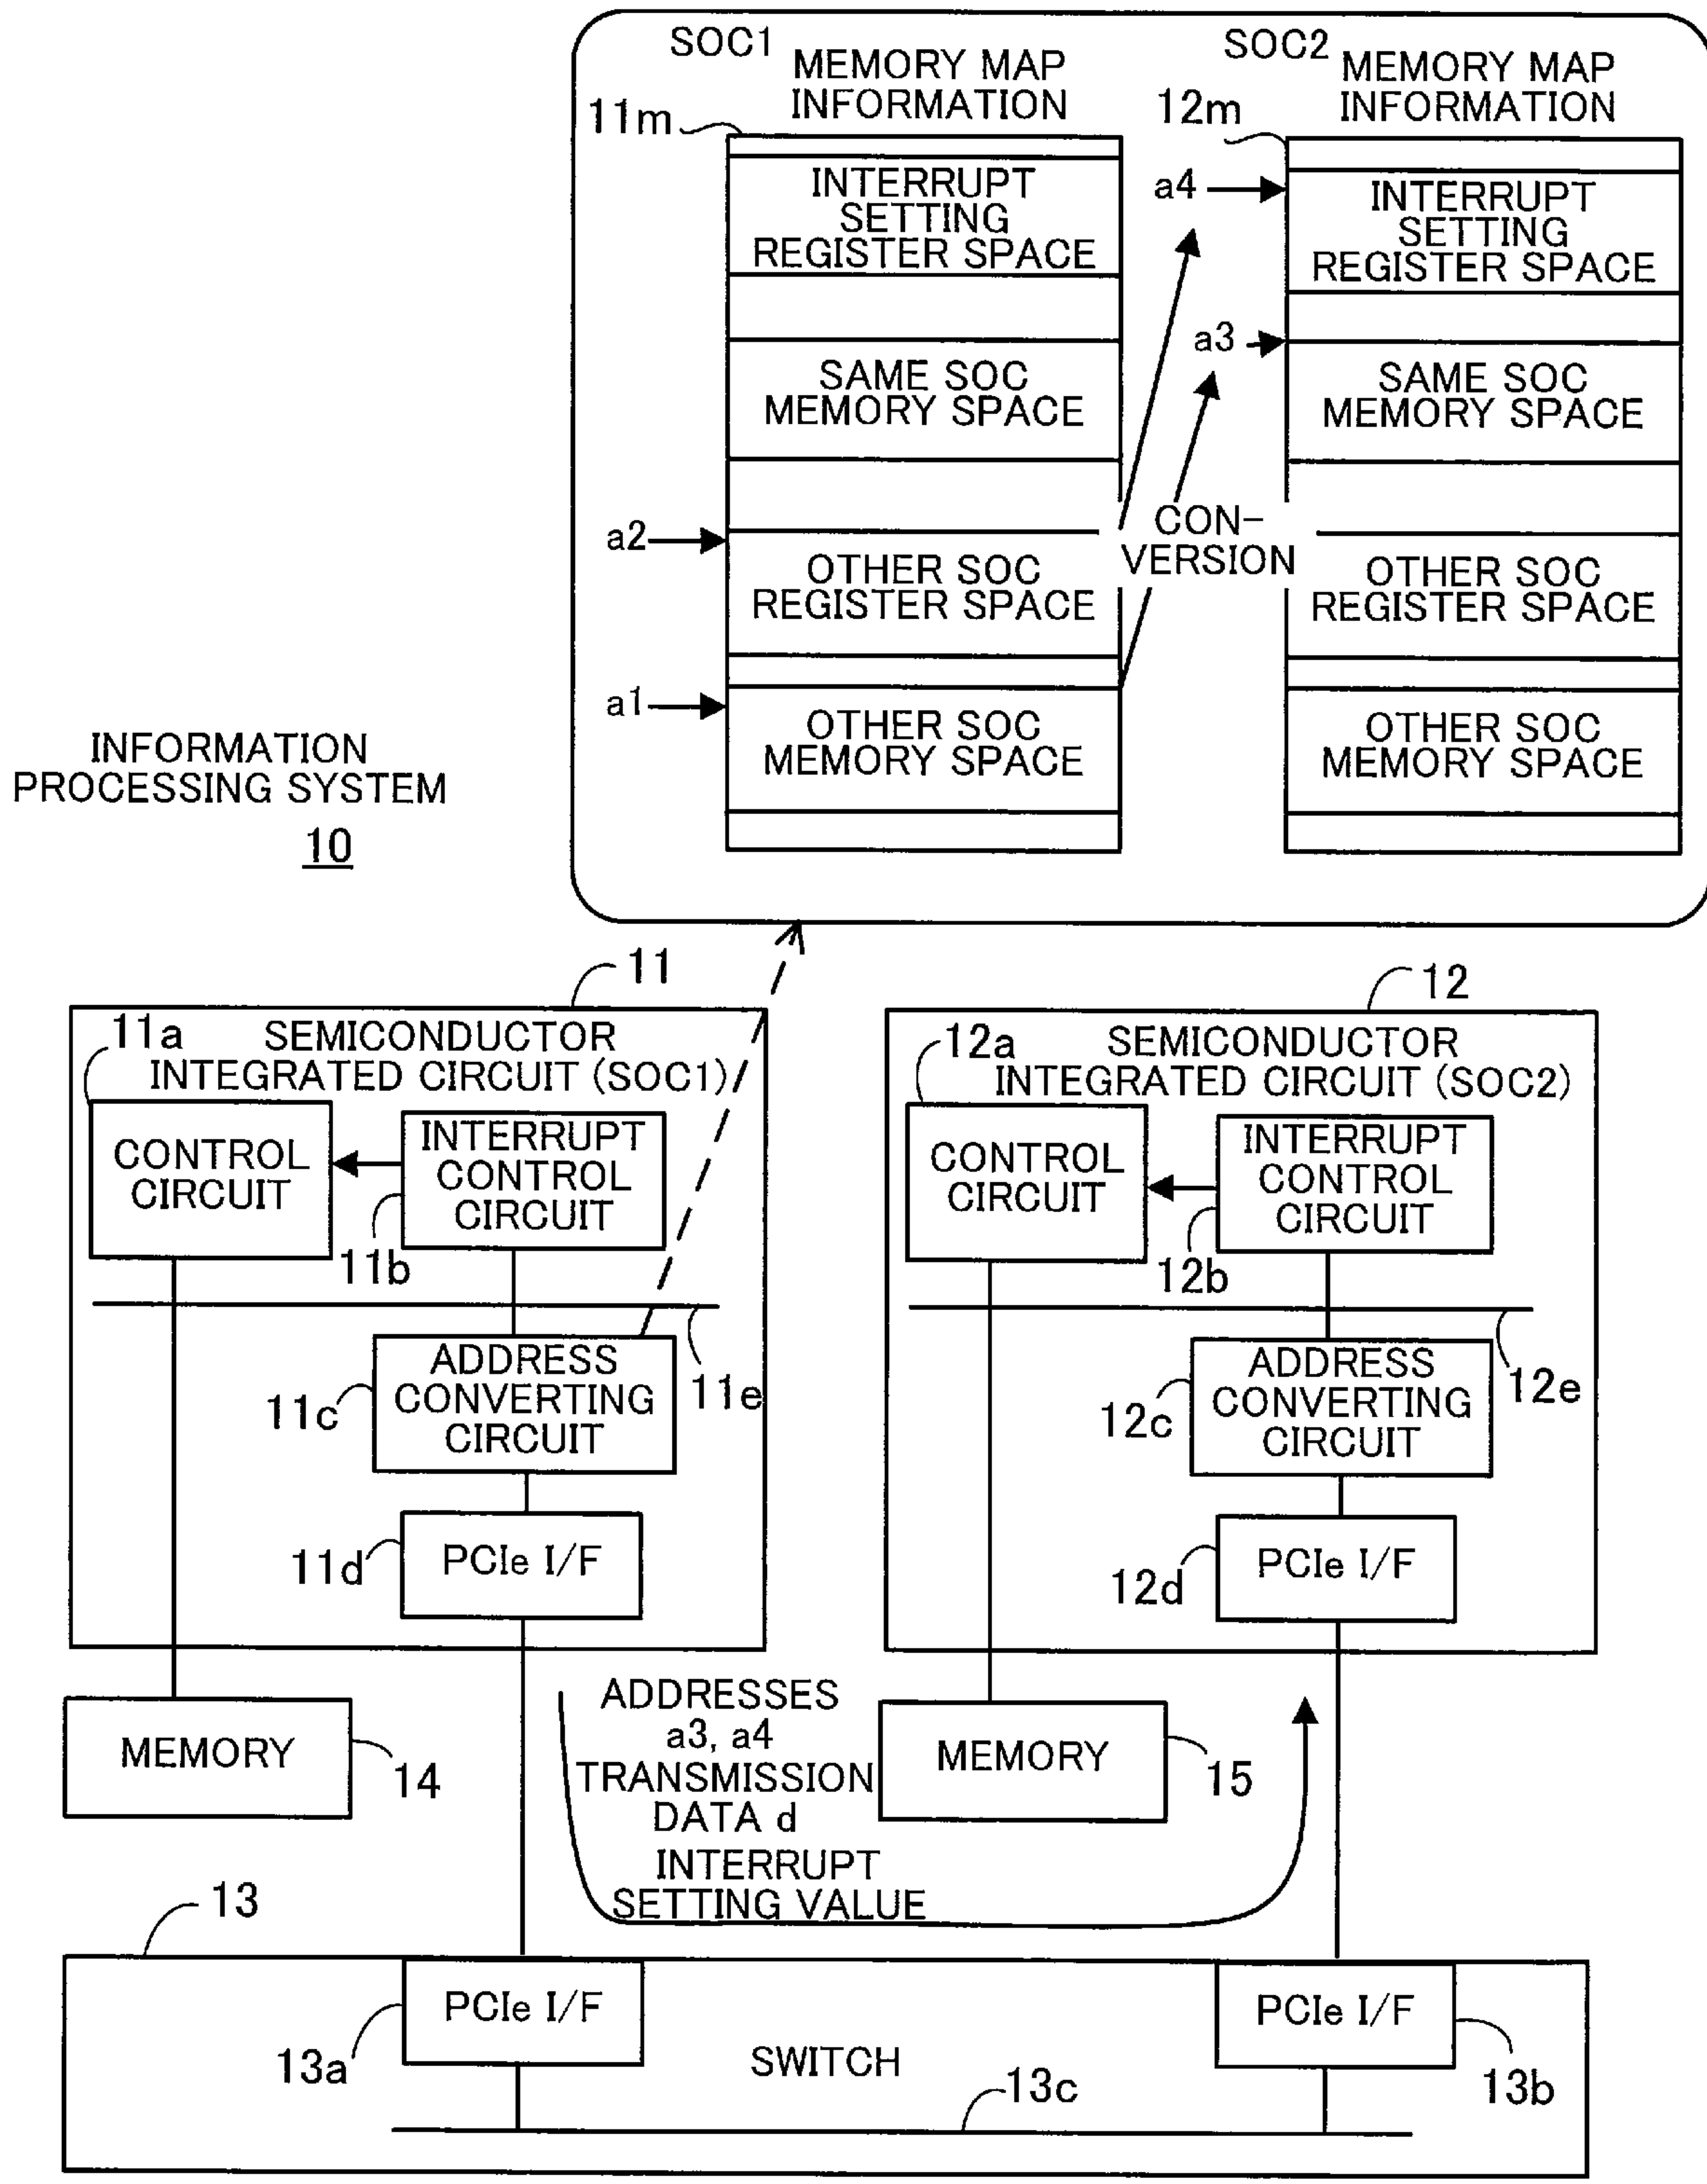 SOC1
MEMORY MAP
INFORMATION
11m
INTERRUPT
SETTING
REGISTER SPACE
SAME SOC
MEMORY SPACE
a2
OTHER SOC
REGISTER SPACE
a1
OTHER SOC
MEMORY SPACE
SOC2
MEMORY MAP
INFORMATION
12m
a4
INTERRUPT
SETTING
REGISTER SPACE
a3
SAME SOC
MEMORY SPACE
CON-
VERSION
OTHER SOC
REGISTER SPACE
OTHER SOC
MEMORY SPACE
INFORMATION
PROCESSING SYSTEM
10
11
SEMICONDUCTOR
INTEGRATED CIRCUIT (SOC1)
11a
CONTROL
CIRCUIT
INTERRUPT
CONTROL
CIRCUIT
11b
11e
ADDRESS
CONVERTING
CIRCUIT
11c
PCIe I/F
11d
MEMORY
14
12
SEMICONDUCTOR
INTEGRATED CIRCUIT (SOC2)
12a
CONTROL
CIRCUIT
INTERRUPT
CONTROL
CIRCUIT
12b
12e
ADDRESS
CONVERTING
CIRCUIT
12c
PCIe I/F
12d
MEMORY
15
ADDRESSES
a3, a4
TRANSMISSION
DATA d
INTERRUPT
SETTING VALUE
13
PCIe I/F
13a
SWITCH
13c
PCIe I/F
13b